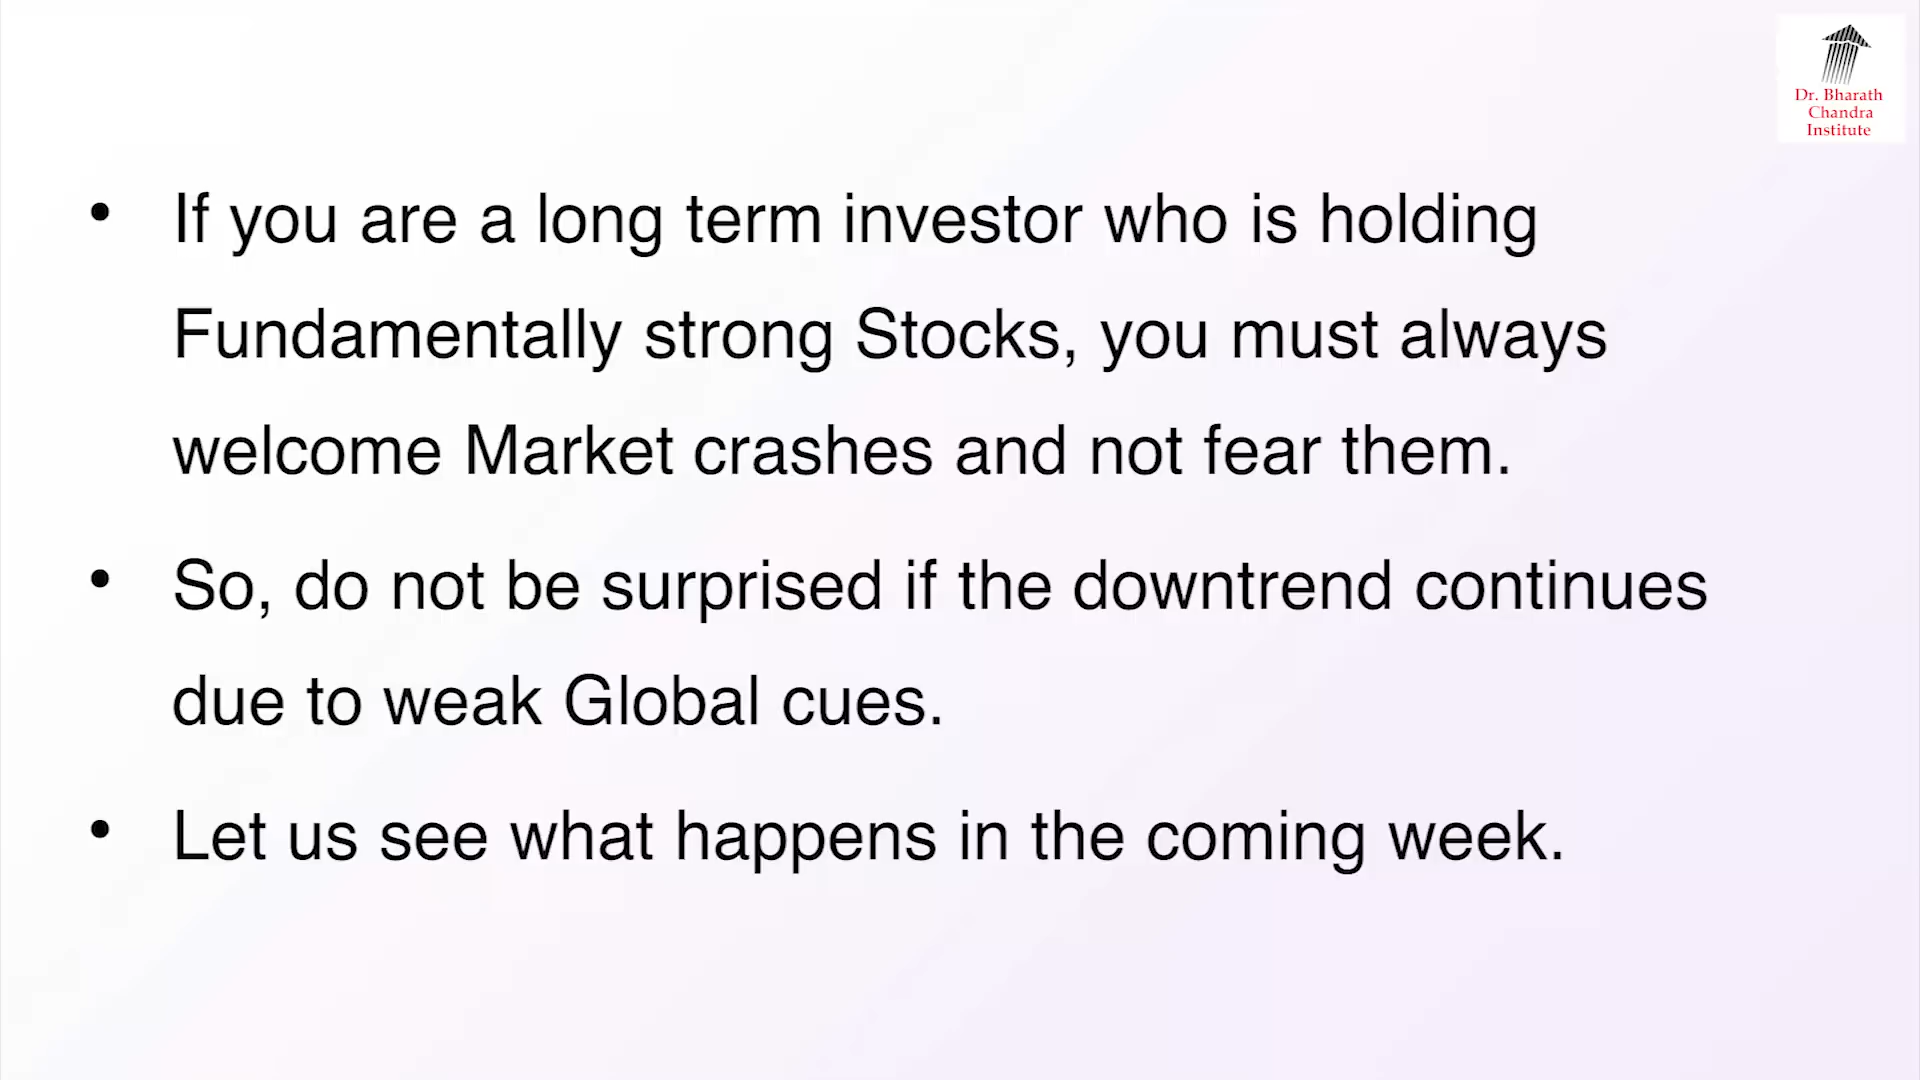 Dr. Bharath
Chandra
Institute
• If you are a long term investor who is holding
Fundamentally strong Stocks, you must always
welcome Market crashes and not fear them.
• So, do not be surprised if the downtrend continues
due to weak Global cues.
• Let us see what happens in the coming week.